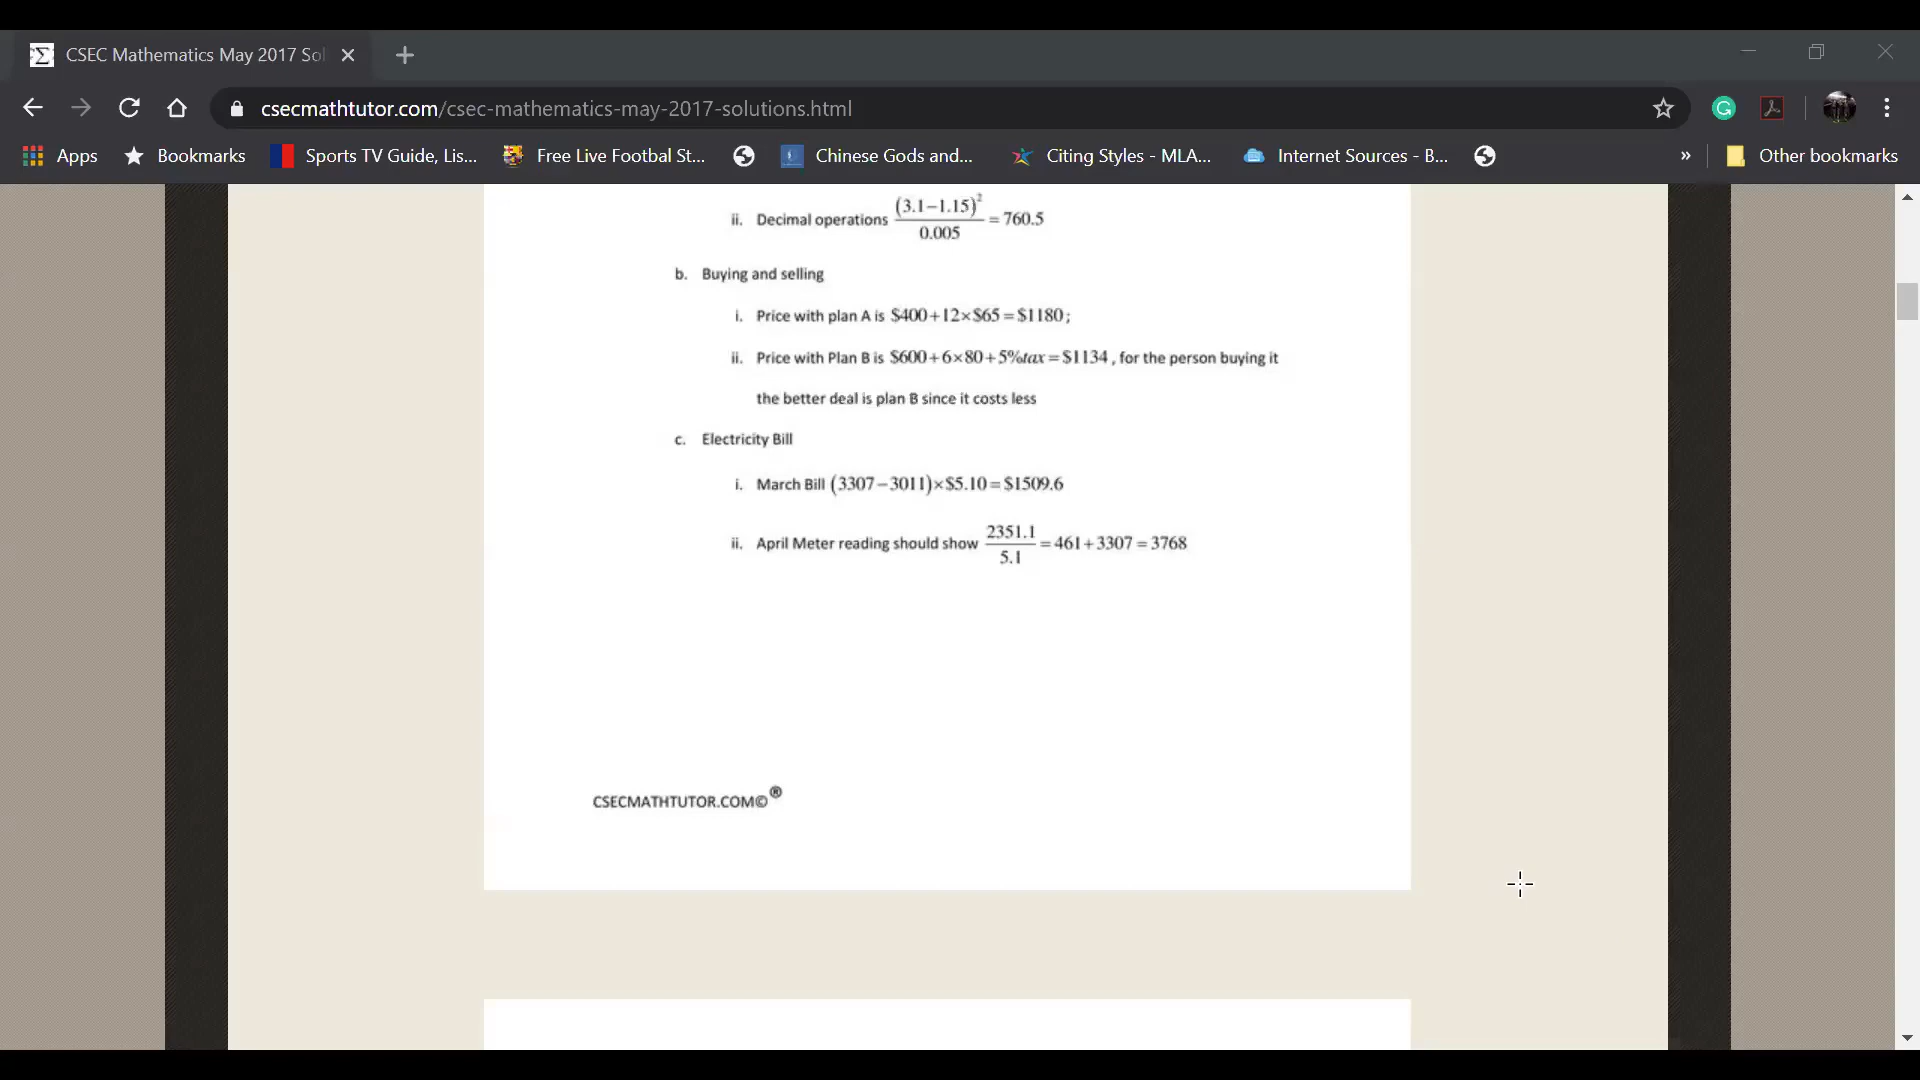 CSEC Mathematics May 2017 Sol
csecmathtutor.com/csec-mathematics-may-2017-solutions.html
Apps Bookmarks Sports TV Guide, Lis... Free Live Footbal St... Chinese Gods and... Citing Styles - MLA... Internet Sources - B... » Other bookmarks
ii. Decimal operations (3.1−1.15)² / 0.005 = 760.5
b. Buying and selling
i. Price with plan A is $400+12×$65=$1180;
ii. Price with Plan B is $600+6×80+5%tax=$1134, for the person buying it
the better deal is plan B since it costs less
c. Electricity Bill
i. March Bill (3307−3011)×$5.10=$1509.6
ii. April Meter reading should show 2351.1 / 5.1 = 461+3307 = 3768
CSECMATHTUTOR.COM©®